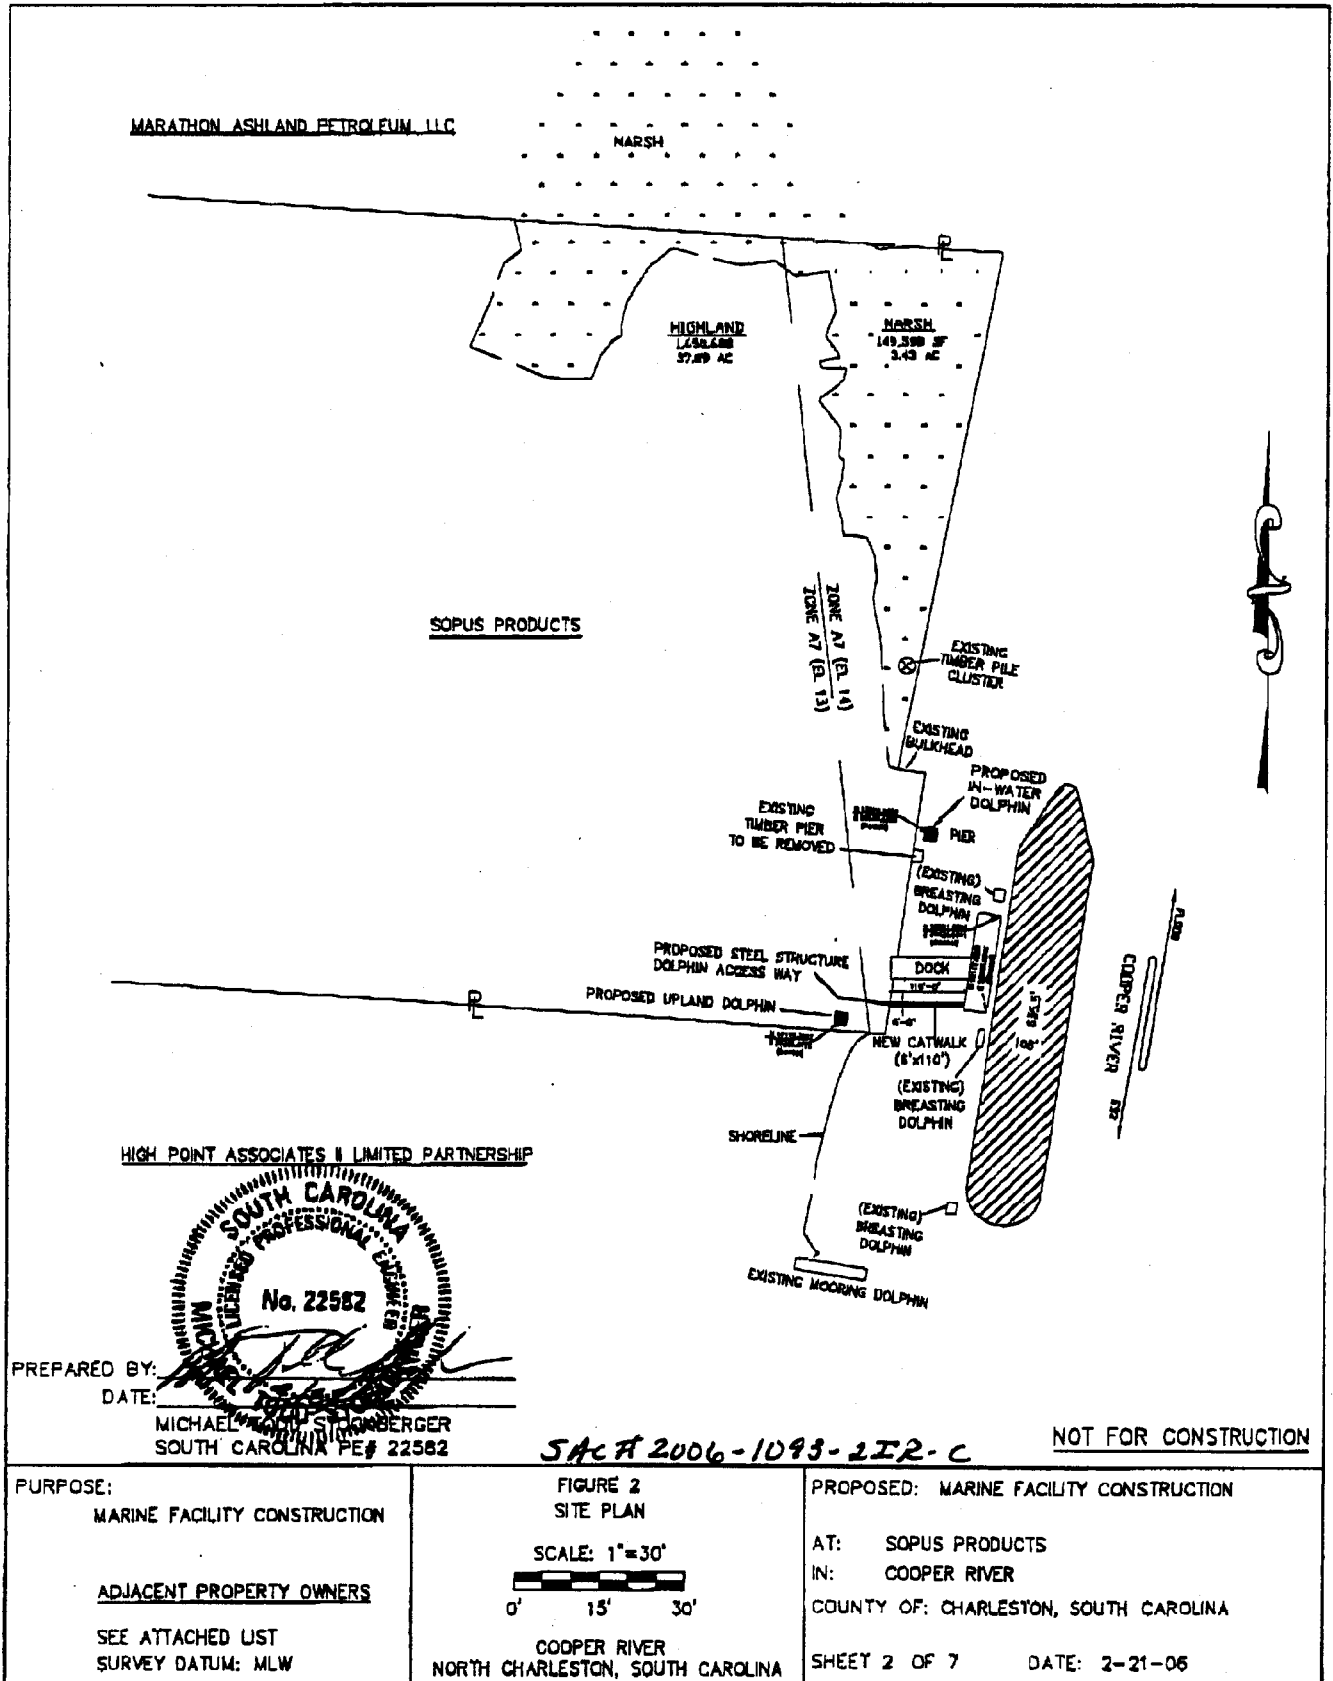 MARATHON ASHLAND PETROLEUM, LLC
MARSH
PL
HIGHLAND
37.89 AC
MARSH
149,390 SF
3.43 AC
SOPUS PRODUCTS
ZONE A7 (EL 14)
ZONE A7 (EL 13)
EXISTING
TIMBER PILE
CLUSTER
EXISTING
BULKHEAD
PROPOSED
IN-WATER
DOLPHIN
EXISTING
TIMBER PIER
TO BE REMOVED
PIER
(EXISTING)
BREASTING
DOLPHIN
PROPOSED STEEL STRUCTURE
DOLPHIN ACCESS WAY
DOCK
PROPOSED UPLAND DOLPHIN
PL
NEW CATWALK
(6'x110')
(EXISTING)
BREASTING
DOLPHIN
106'
FLOOD
COOPER RIVER
EBB
SHORELINE
(EXISTING)
BREASTING
DOLPHIN
EXISTING MOORING DOLPHIN
HIGH POINT ASSOCIATES II LIMITED PARTNERSHIP
SOUTH CAROLINA
LICENSED PROFESSIONAL ENGINEER
No. 22582
PREPARED BY:
DATE:
MICHAEL TODD STOCKBERGER
SOUTH CAROLINA PE# 22582
SAC # 2006-1093-2IR-C
NOT FOR CONSTRUCTION
PURPOSE:
MARINE FACILITY CONSTRUCTION
ADJACENT PROPERTY OWNERS
SEE ATTACHED LIST
SURVEY DATUM: MLW
FIGURE 2
SITE PLAN
SCALE: 1"=30'
0' 15' 30'
COOPER RIVER
NORTH CHARLESTON, SOUTH CAROLINA
PROPOSED: MARINE FACILITY CONSTRUCTION
AT: SOPUS PRODUCTS
IN: COOPER RIVER
COUNTY OF: CHARLESTON, SOUTH CAROLINA
SHEET 2 OF 7 DATE: 2-21-06